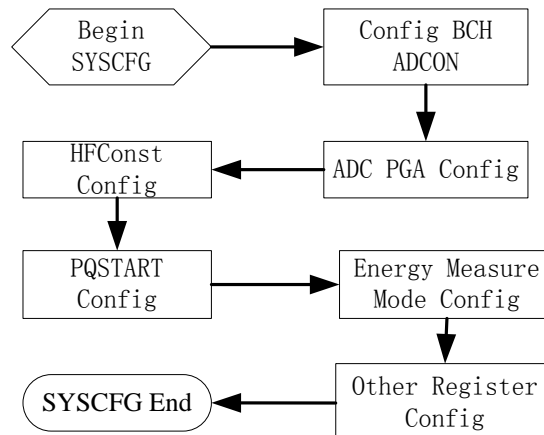 Begin
SYSCFG
Config BCH
ADCON
HFConst
Config
ADC PGA Config
PQSTART
Config
Energy Measure
Mode Config
SYSCFG End
Other Register
Config